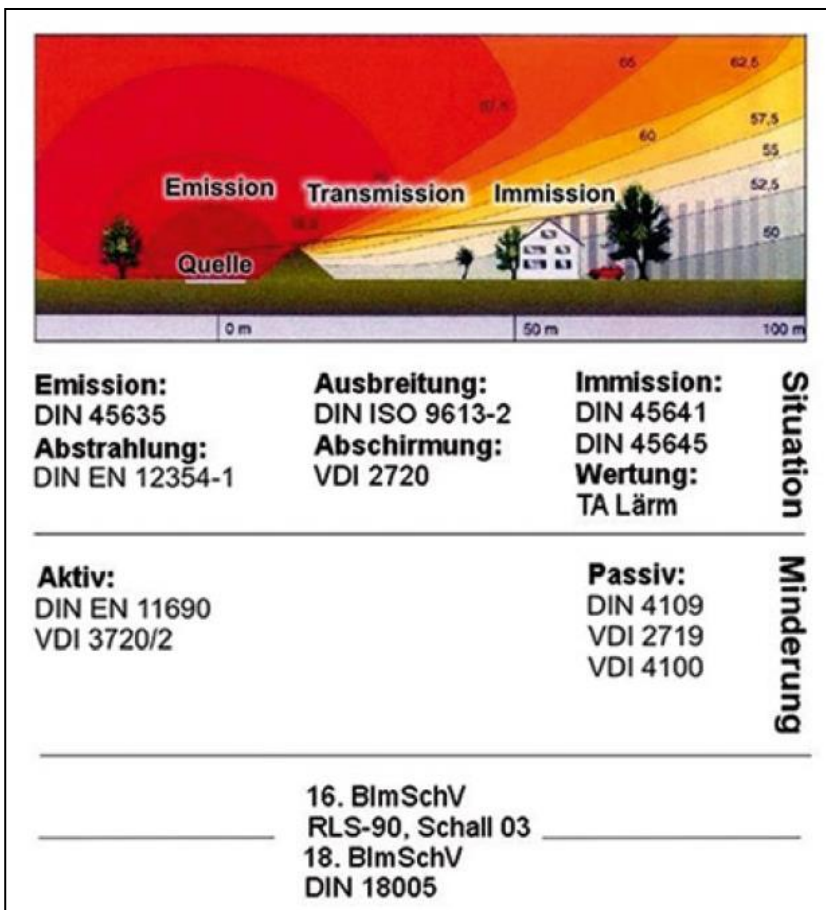 65
62,5
67,5
60
57,5
55
52,5
50
Emission Transmission Immission
Quelle
0 m 50 m 100 m
Emission:
DIN 45635
Abstrahlung:
DIN EN 12354-1
Ausbreitung:
DIN ISO 9613-2
Abschirmung:
VDI 2720
Immission:
DIN 45641
DIN 45645
Wertung:
TA Lärm
Situation
Aktiv:
DIN EN 11690
VDI 3720/2
Passiv:
DIN 4109
VDI 2719
VDI 4100
Minderung
16. BImSchV
RLS-90, Schall 03
18. BImSchV
DIN 18005